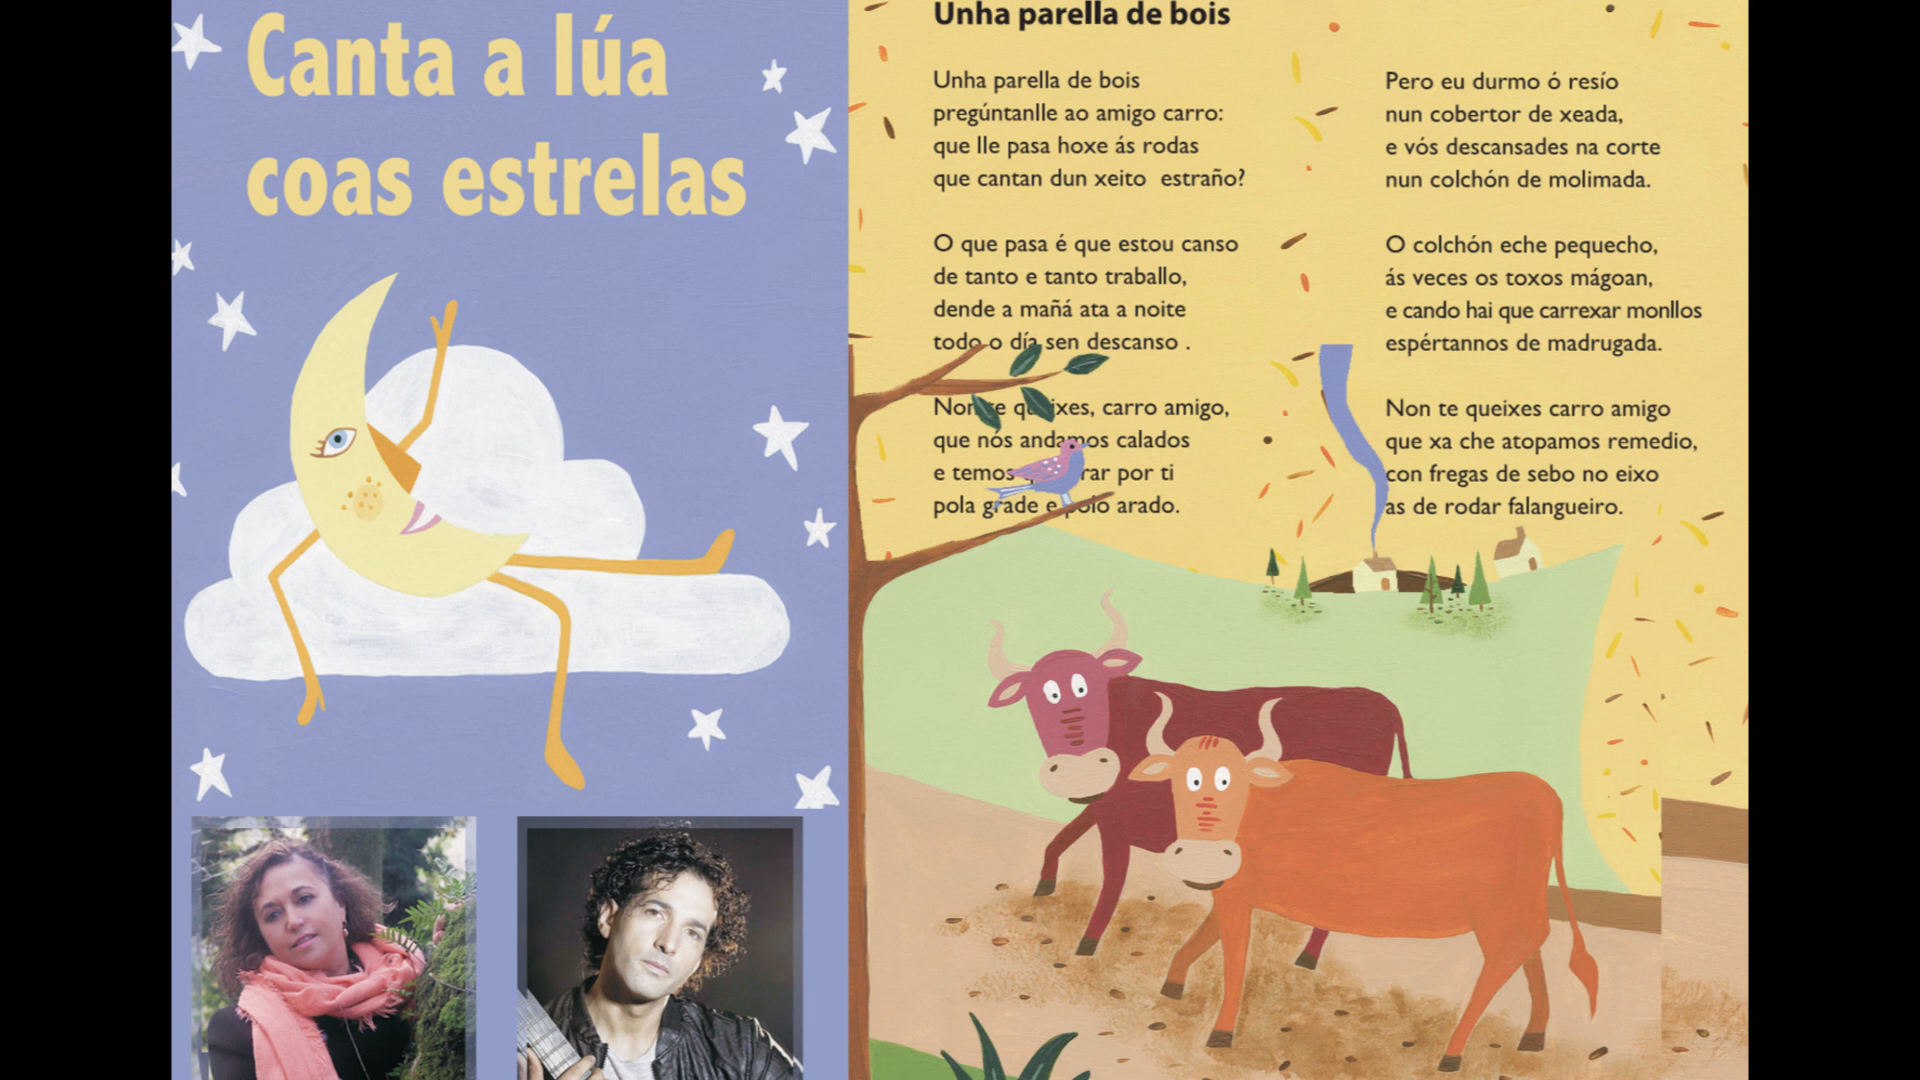 Canta a lúa
coas estrelas
Unha parella de bois
Unha parella de bois
pregúntanlle ao amigo carro:
que lle pasa hoxe ás rodas
que cantan dun xeito estraño?
O que pasa é que estou canso
de tanto e tanto traballo,
dende a mañá ata a noite
todo o día sen descanso .
Non te queixes, carro amigo,
que nós andamos calados
e temos por ti
pola grade e polo arado.
Pero eu durmo ó resío
nun cobertor de xeada,
e vós descansades na corte
nun colchón de molimada.
O colchón eche pequecho,
ás veces os toxos mágoan,
e cando hai que carrexar monllos
espértannos de madrugada.
Non te queixes carro amigo
que xa che atopamos remedio,
con fregas de sebo no eixo
as de rodar falangueiro.